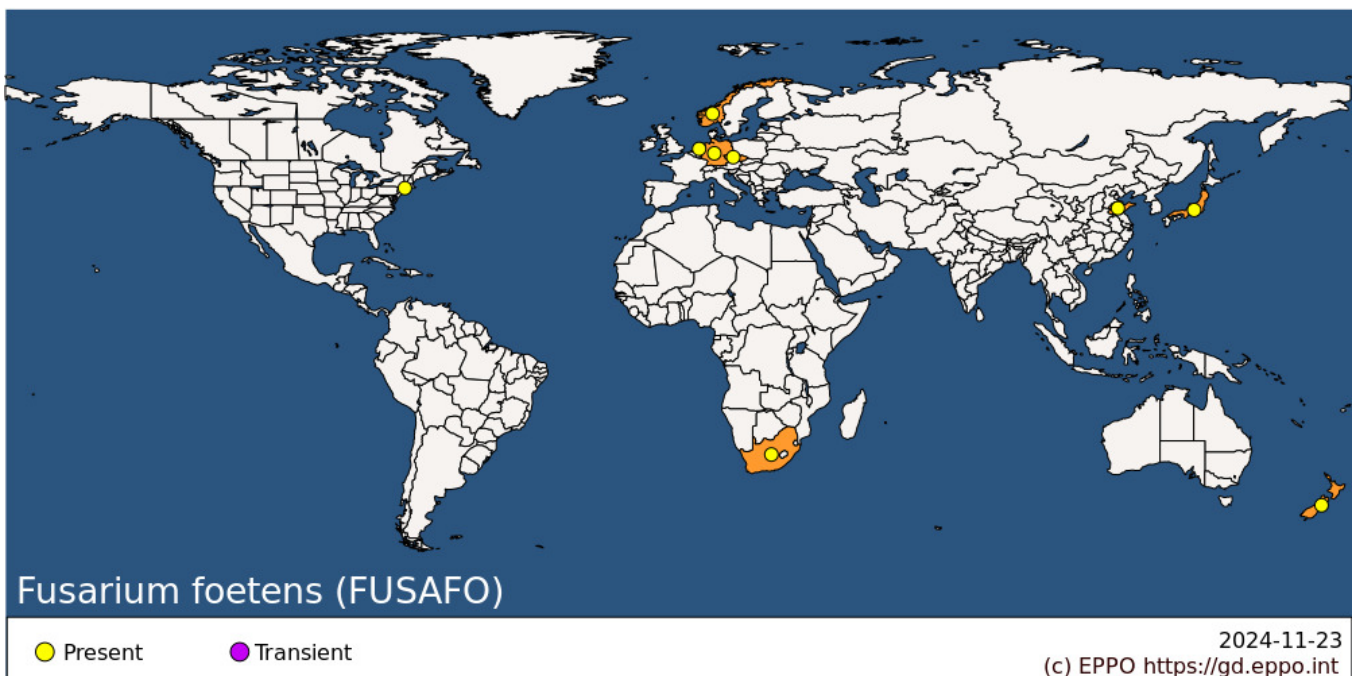 Fusarium foetens (FUSAFO)
Present
Transient
2024-11-23
(c) EPPO https://gd.eppo.int